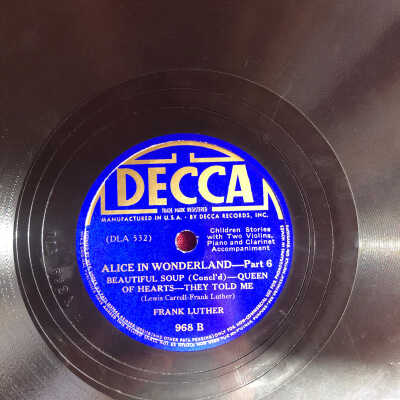 DECCA
TRADE MARK REGISTERED
MANUFACTURED IN U.S.A. · BY DECCA RECORDS, INC.
(DLA 532)
Children Stories
with Two Violins,
Piano and Clarinet
Accompaniment
ALICE IN WONDERLAND—Part 6
BEAUTIFUL SOUP (Concl'd)—QUEEN
OF HEARTS—THEY TOLD ME
(Lewis Carroll-Frank Luther)
FRANK LUTHER
968 B